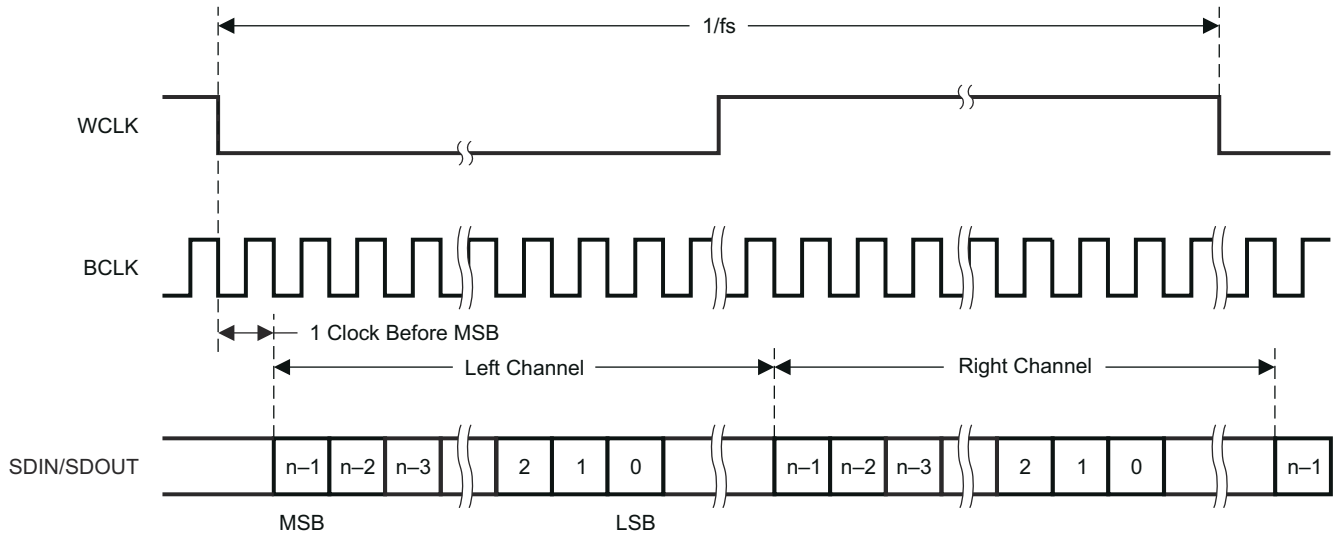 1/fs
WCLK
BCLK
1 Clock Before MSB
Left Channel
Right Channel
SDIN/SDOUT
n–1 n–2 n–3 2 1 0 n–1 n–2 n–3 2 1 0 n–1
MSB LSB